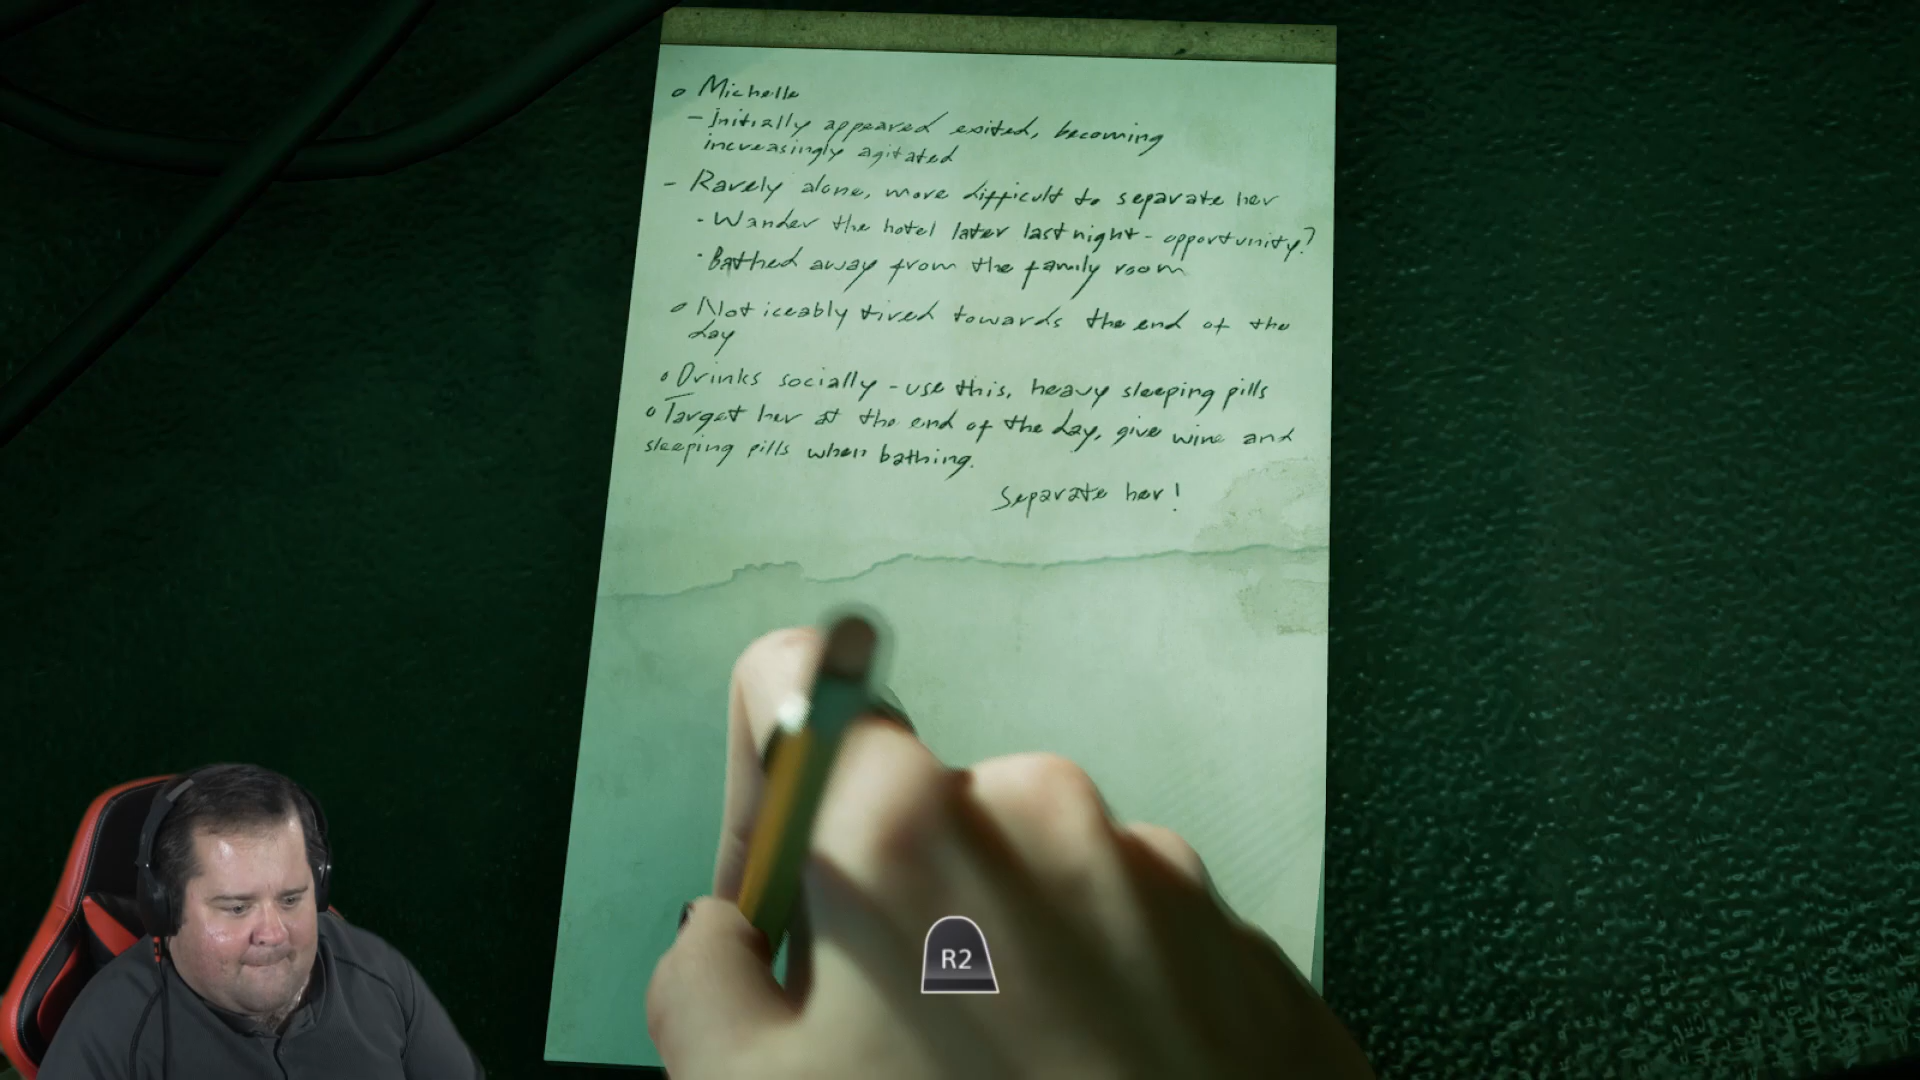 Michelle
- Initially appeared exited, becoming
increasingly agitated
- Rarely alone, more difficult to separate her
- Wander the hotel later last night - opportunity?
· Bathed away from the family room
Noticeably tired towards the end of the
day
Drinks socially - use this, heavy sleeping pills
Target her at the end of the day, give wine and
sleeping pills when bathing.
Separate her!
R2